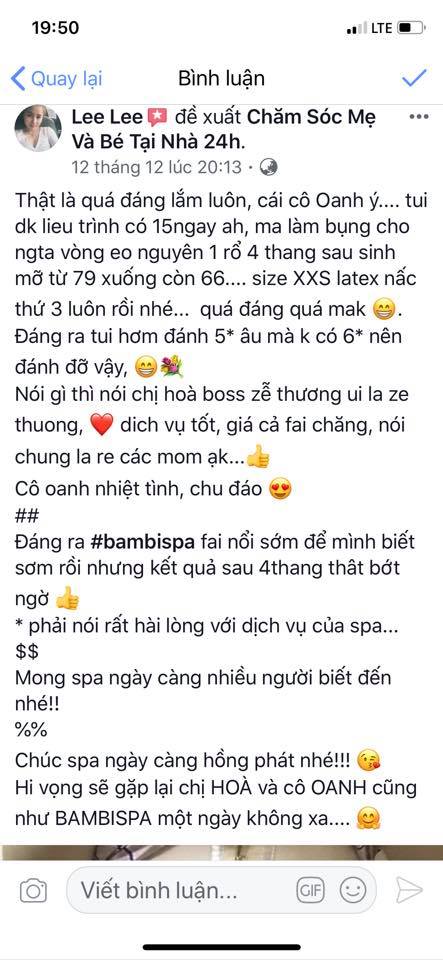 19:50
LTE
Quay lại
Bình luận
Lee Lee đề xuất Chăm Sóc Mẹ
Và Bé Tại Nhà 24h.
12 tháng 12 lúc 20:13 ·
Thật là quá đáng lắm luôn, cái cô Oanh ý.... tui
dk lieu trình có 15ngay ah, ma làm bụng cho
ngta vòng eo nguyên 1 rổ 4 thang sau sinh
mỡ từ 79 xuống còn 66.... size XXS latex nấc
thứ 3 luôn rồi nhé... quá đáng quá mak 😁.
Đáng ra tui hơm đánh 5* âu mà k có 6* nên
đánh đỡ vậy, 😁💐
Nói gì thì nói chị hoà boss zễ thương ui la ze
thuong, ❤️ dich vụ tốt, giá cả fai chăng, nói
chung la re các mom ạk...👍
Cô oanh nhiệt tình, chu đáo 😍
##
Đáng ra #bambispa fai nổi sớm để mình biết
sơm rồi nhưng kết quả sau 4thang thât bớt
ngờ 👍
* phải nói rất hài lòng với dịch vụ của spa...
$$
Mong spa ngày càng nhiều người biết đến
nhé!!
%%
Chúc spa ngày càng hồng phát nhé!!! 😘
Hi vọng sẽ gặp lại chị HOÀ và cô OANH cũng
như BAMBISPA một ngày không xa.... 🤗
Viết bình luận...
GIF